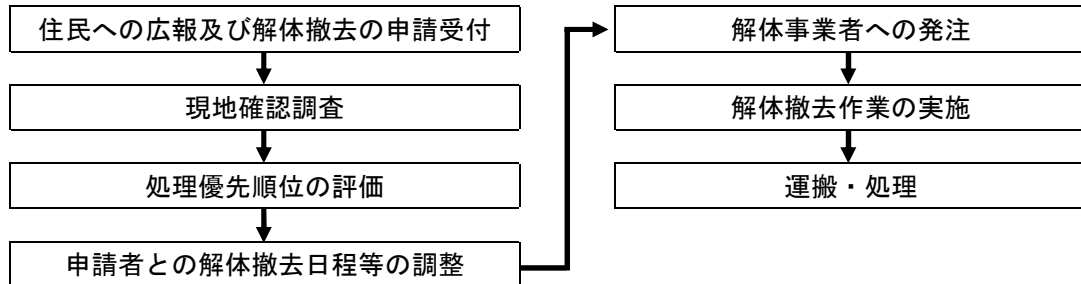 住民への広報及び解体撤去の申請受付
現地確認調査
処理優先順位の評価
申請者との解体撤去日程等の調整
解体事業者への発注
解体撤去作業の実施
運搬・処理